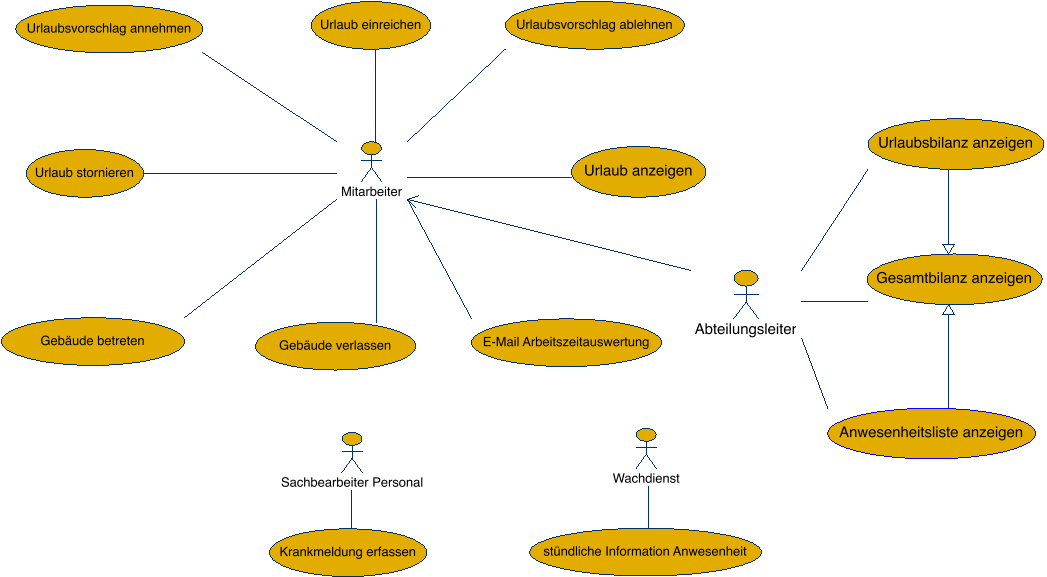 Urlaubsvorschlag annehmen
Urlaub einreichen
Urlaubsvorschlag ablehnen
Urlaubsbilanz anzeigen
Urlaub stornieren
Mitarbeiter
Urlaub anzeigen
Gesamtbilanz anzeigen
Abteilungsleiter
Gebäude betreten
Gebäude verlassen
E-Mail Arbeitszeitauswertung
Anwesenheitsliste anzeigen
Sachbearbeiter Personal
Wachdienst
Krankmeldung erfassen
stündliche Information Anwesenheit